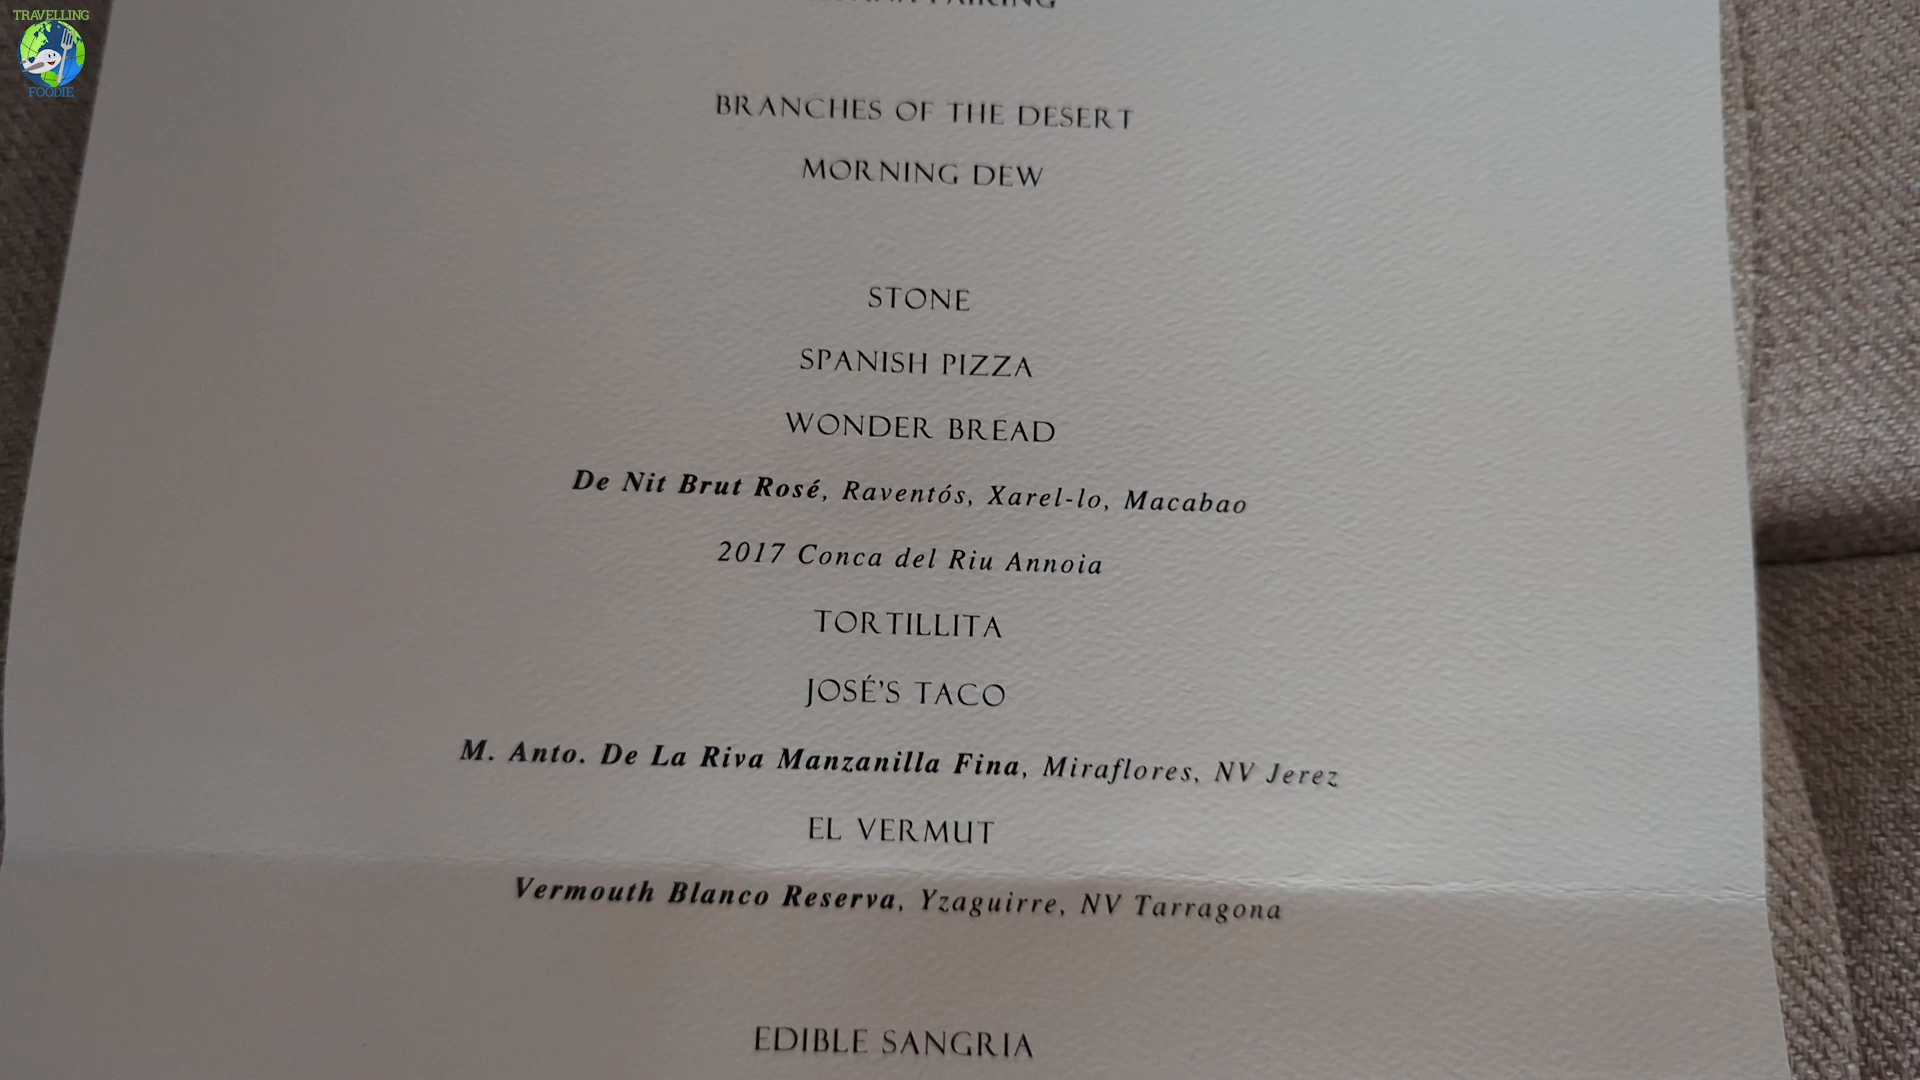 TRAVELLING
FOODIE
PAIRING
BRANCHES OF THE DESERT
MORNING DEW
STONE
SPANISH PIZZA
WONDER BREAD
De Nit Brut Rosé, Raventós, Xarel-lo, Macabao
2017 Conca del Riu Annoia
TORTILLITA
JOSÉ'S TACO
M. Anto. De La Riva Manzanilla Fina, Miraflores, NV Jerez
EL VERMUT
Vermouth Blanco Reserva, Yzaguirre, NV Tarragona
EDIBLE SANGRIA